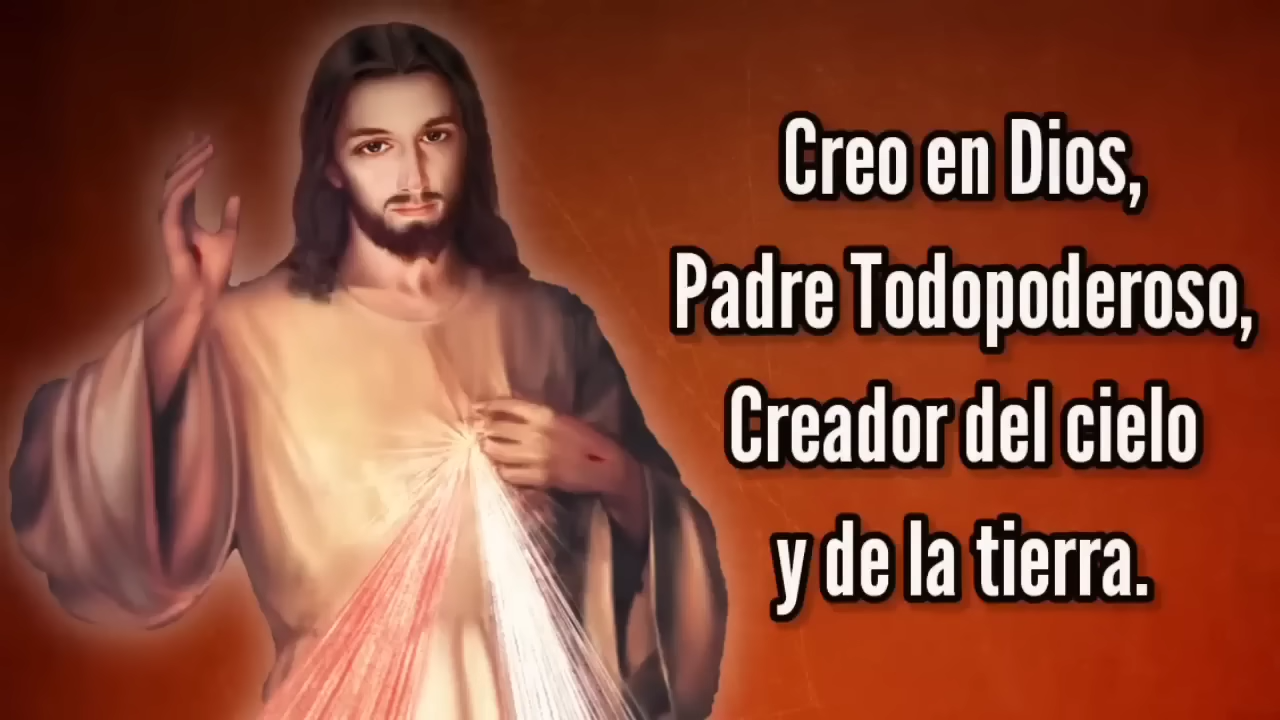 Creo en Dios,
Padre Todopoderoso,
Creador del cielo
y de la tierra.